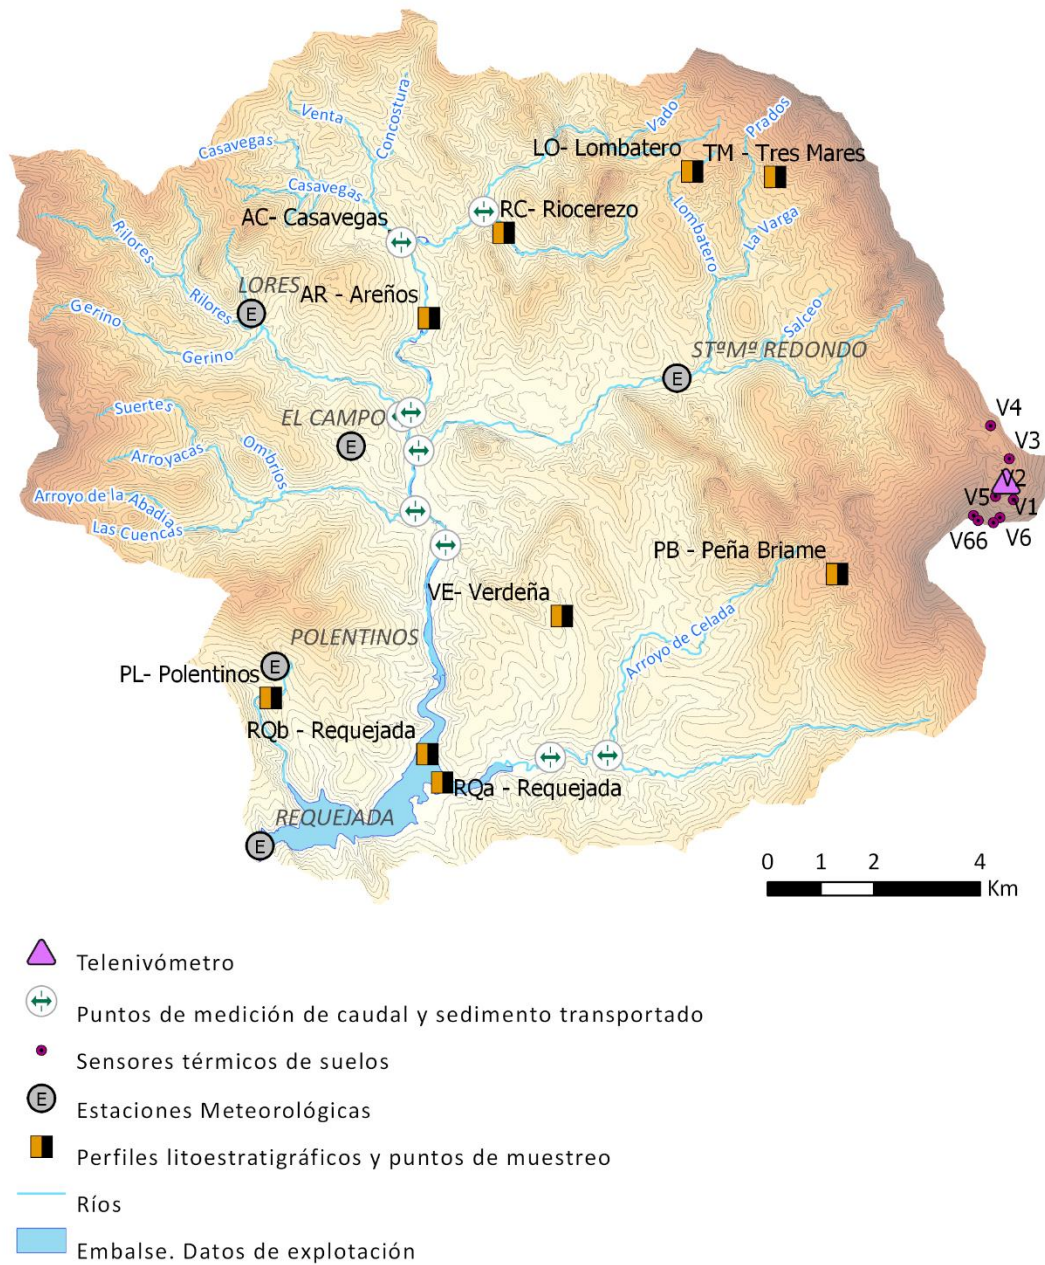 Venta
Concostura
Vado
Prados
Casavegas
LO- Lombatero
TM - Tres Mares
Casavegas
AC- Casavegas
RC- Riocerezo
Lombatero
La Varga
Rilores
LORES
E
Rilores
AR - Areños
Gerino
Gerino
Salceo
STªMª REDONDO
E
Suertes
EL CAMPO
E
Arroyacas
Ombrios
Arroyo de la Abadia
Las Cuencas
V4
V3
V2
V5
V1
V66
V6
PB - Peña Briame
VE- Verdeña
Arroyo de Celada
POLENTINOS
E
PL- Polentinos
RQb - Requejada
RQa - Requejada
REQUEJADA
E
0 1 2 4
Km
Telenivómetro
Puntos de medición de caudal y sedimento transportado
Sensores térmicos de suelos
E
Estaciones Meteorológicas
Perfiles litoestratigráficos y puntos de muestreo
Ríos
Embalse. Datos de explotación